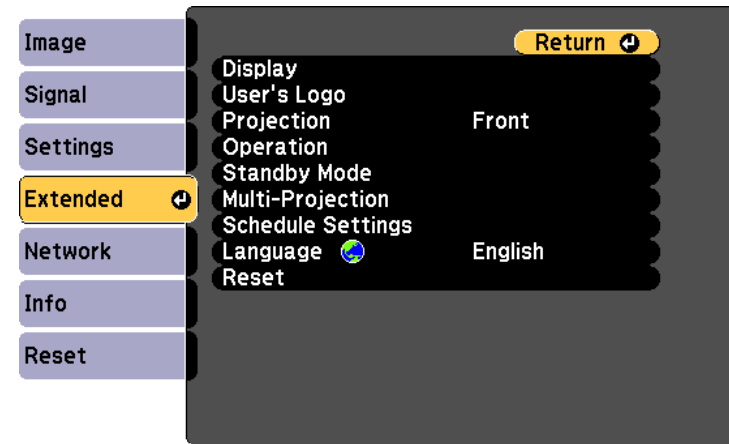 Image
Signal
Settings
Extended
Network
Info
Reset
Return
Display
User's Logo
Projection Front
Operation
Standby Mode
Multi-Projection
Schedule Settings
Language English
Reset